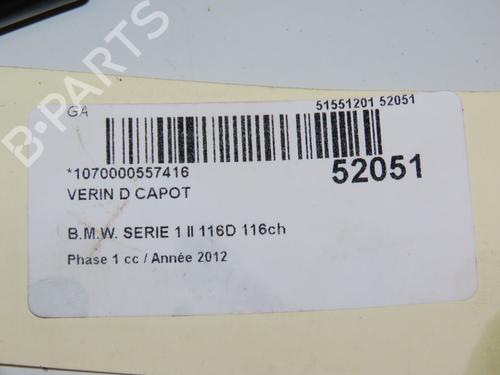 B-PARTS
GA
51551201 52051
*1070000557416
52051
VERIN D CAPOT
B.M.W. SERIE 1 II 116D 116ch
Phase 1 cc / Année 2012